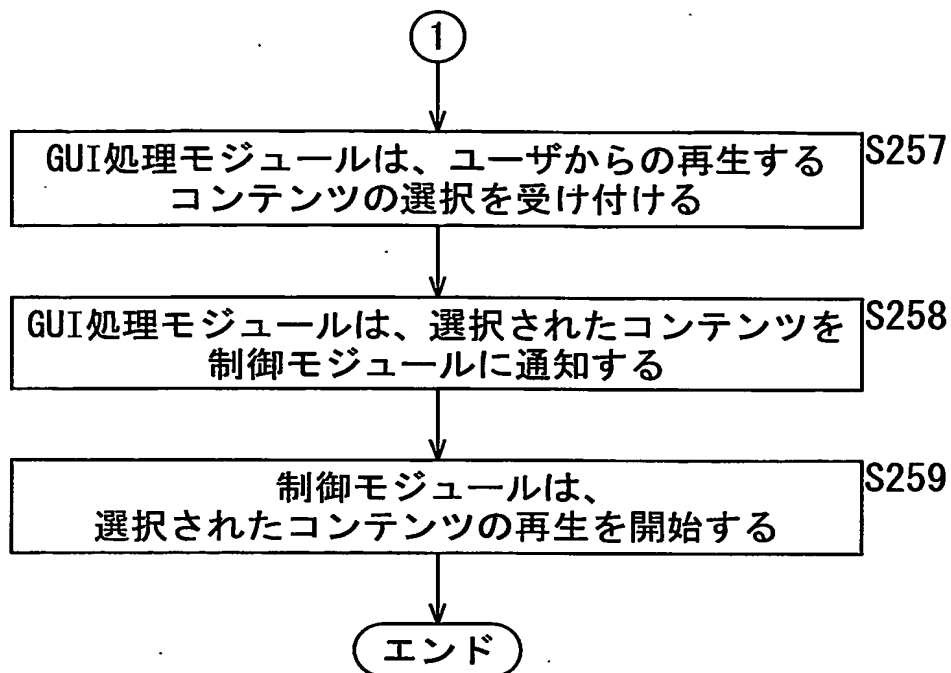 1
GUI処理モジュールは、ユーザからの再生する
コンテンツの選択を受け付ける
S257
GUI処理モジュールは、選択されたコンテンツを
制御モジュールに通知する
S258
制御モジュールは、
選択されたコンテンツの再生を開始する
S259
エンド